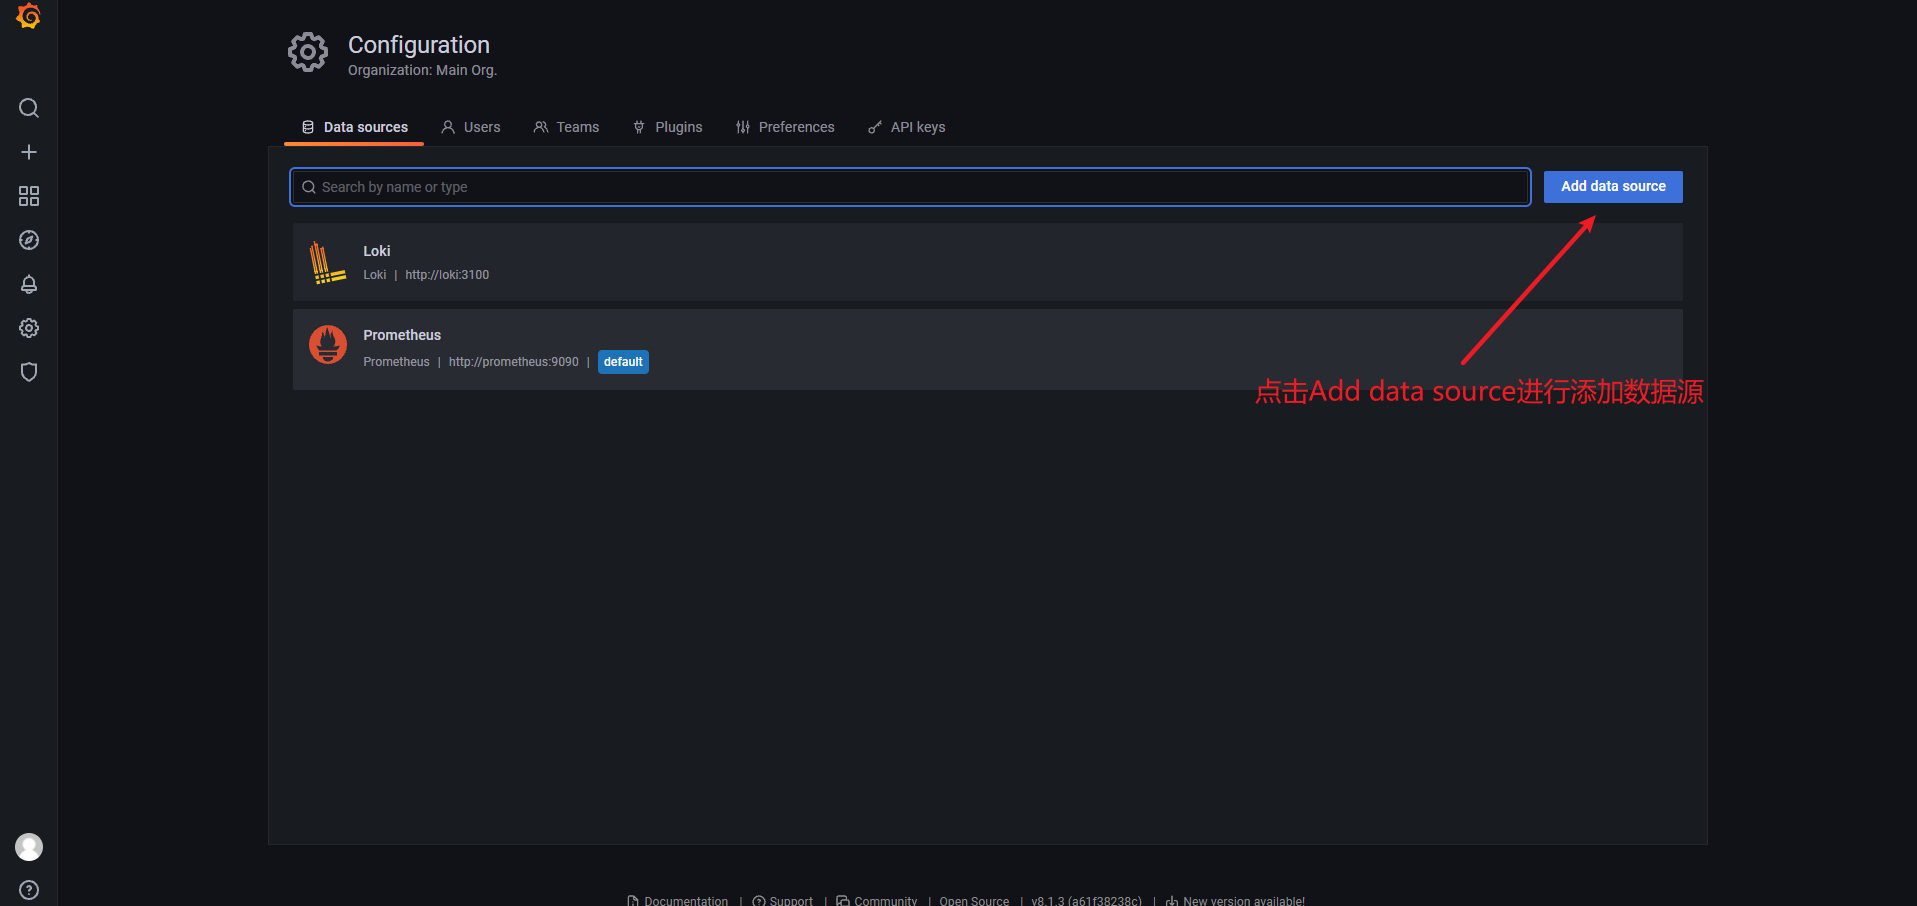 Configuration
Organization: Main Org.
Data sources
Users
Teams
Plugins
Preferences
API keys
Search by name or type
Add data source
Loki
Loki | http://loki:3100
Prometheus
Prometheus | http://prometheus:9090 | default
点击Add data source进行添加数据源
Documentation | Support | Community | Open Source | v8.1.3 (a61f38238c) | New version available!